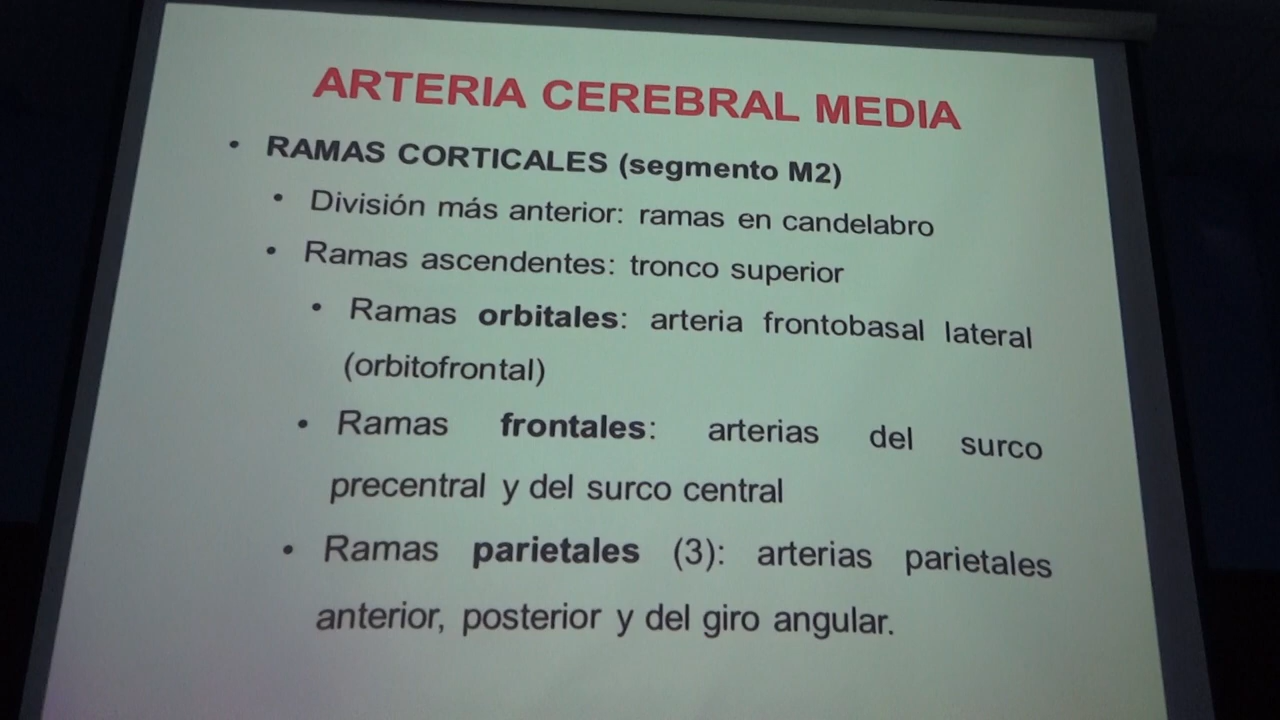 ARTERIA CEREBRAL MEDIA
• RAMAS CORTICALES (segmento M2)
• División más anterior: ramas en candelabro
• Ramas ascendentes: tronco superior
• Ramas orbitales: arteria frontobasal lateral
(orbitofrontal)
• Ramas frontales: arterias del surco
precentral y del surco central
• Ramas parietales (3): arterias parietales
anterior, posterior y del giro angular.